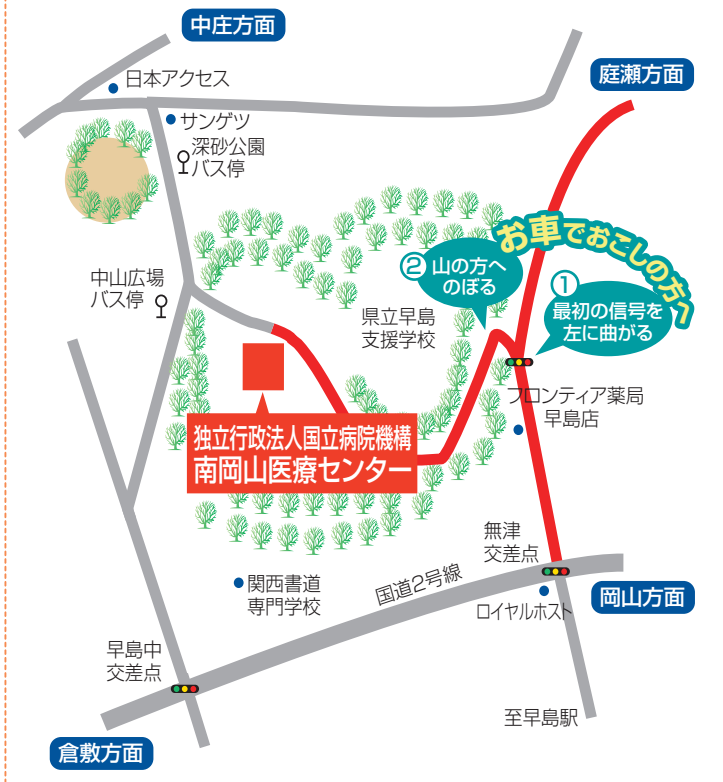 中庄方面
日本アクセス
庭瀬方面
サンゲツ
深砂公園
バス停
お車でおこしの方へ
②山の方へ
のぼる
①
最初の信号を
左に曲がる
中山広場
バス停
県立早島
支援学校
フロンティア薬局
早島店
独立行政法人国立病院機構
南岡山医療センター
無津
交差点
関西書道
専門学校
国道2号線
岡山方面
ロイヤルホスト
早島中
交差点
至早島駅
倉敷方面